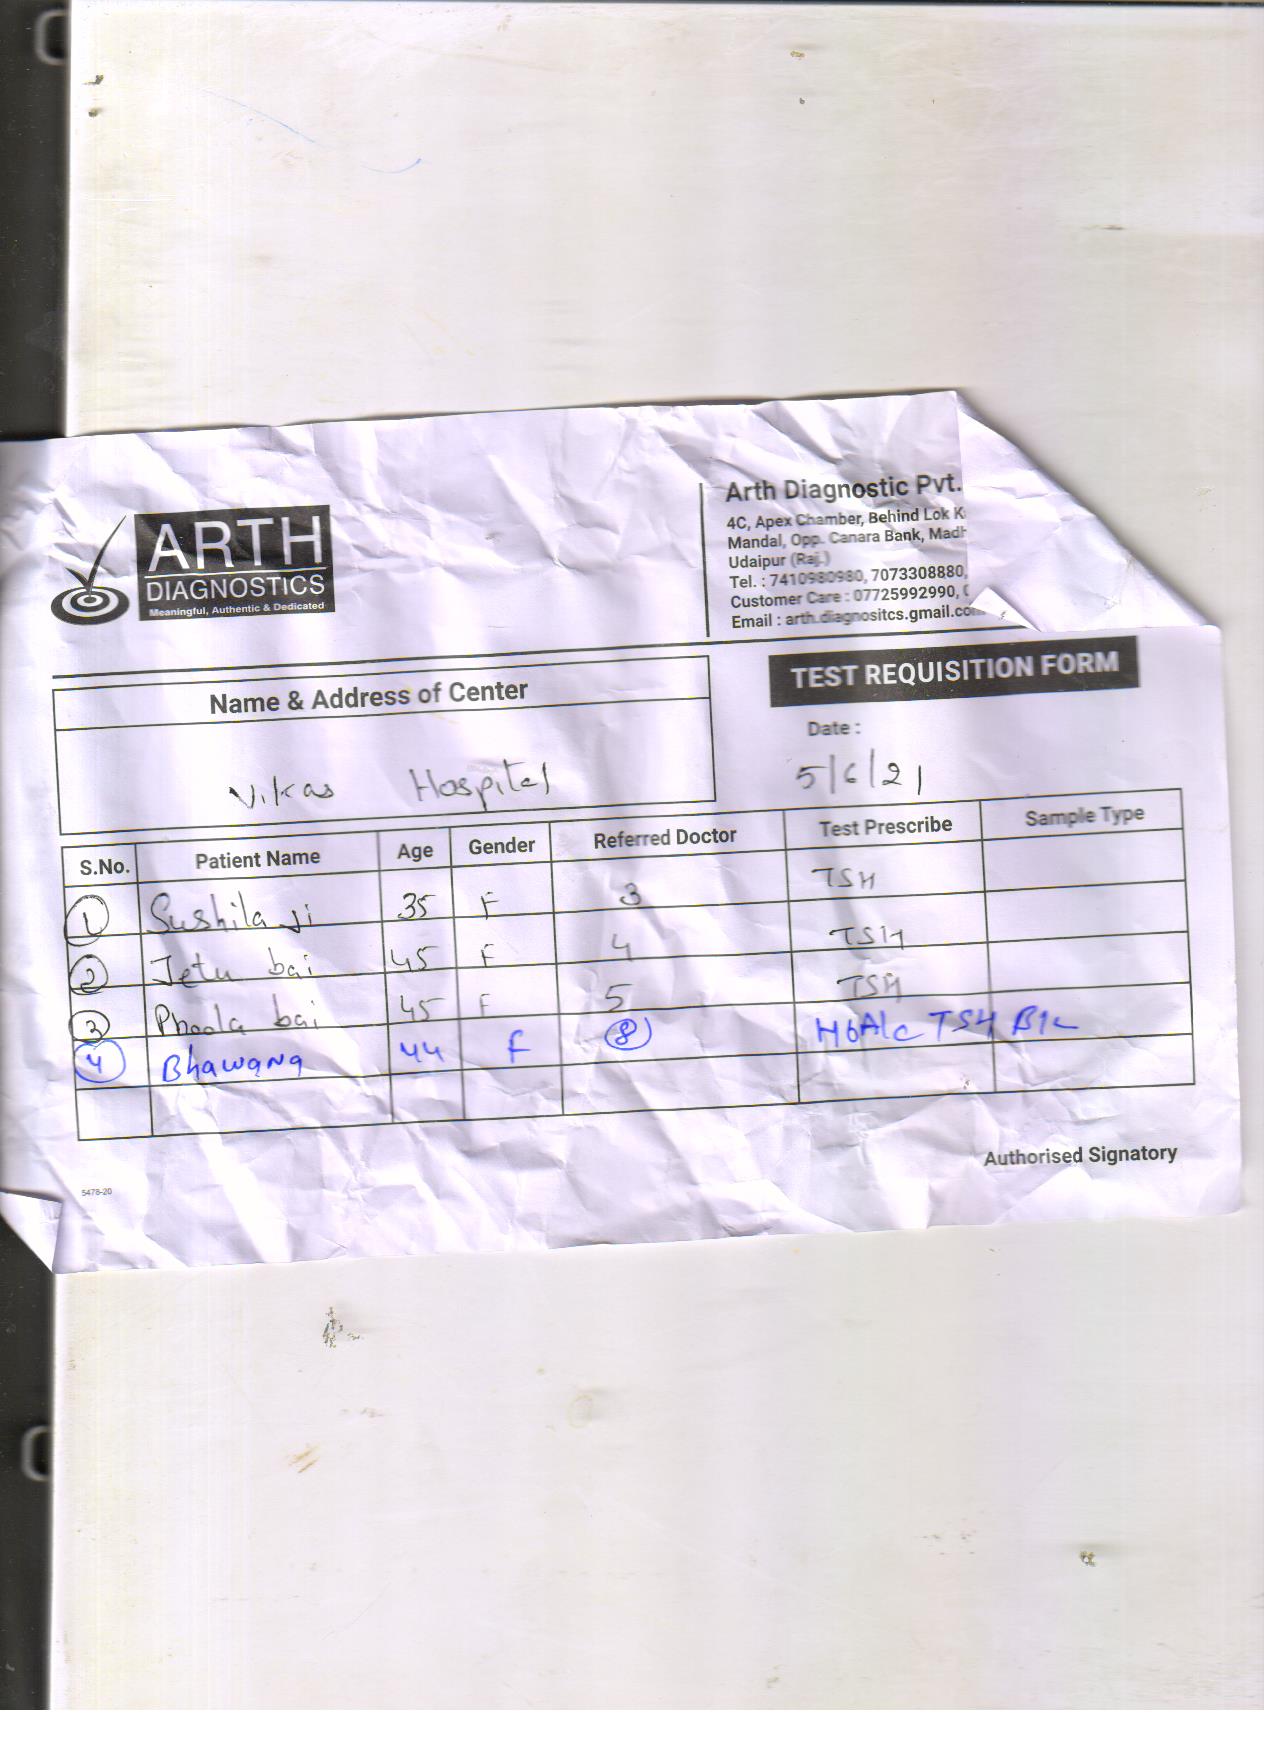 ARTH
DIAGNOSTICS
Meaningful, Authentic & Dedicated
Arth Diagnostic Pvt.
4C, Apex Chamber, Behind Lok K
Mandal, Opp. Canara Bank, Madh
Udaipur (Raj.)
Tel. : 7410980980, 7073308880,
Customer Care : 07725992990,
Email : arth.diagnositcs.gmail.com
TEST REQUISITION FORM
Name & Address of Center
Vikas Hospital
Date :
5/6/21
S.No. Patient Name Age Gender Referred Doctor Test Prescribe Sample Type
1 Sushila ji 35 F 3 TSH
2 Jetu bai 45 F 4 TSH
3 Phoola bai 45 F 5 TSH
4 Bhawana 44 F 8 HbA1c TSH B12
Authorised Signatory
5478-20